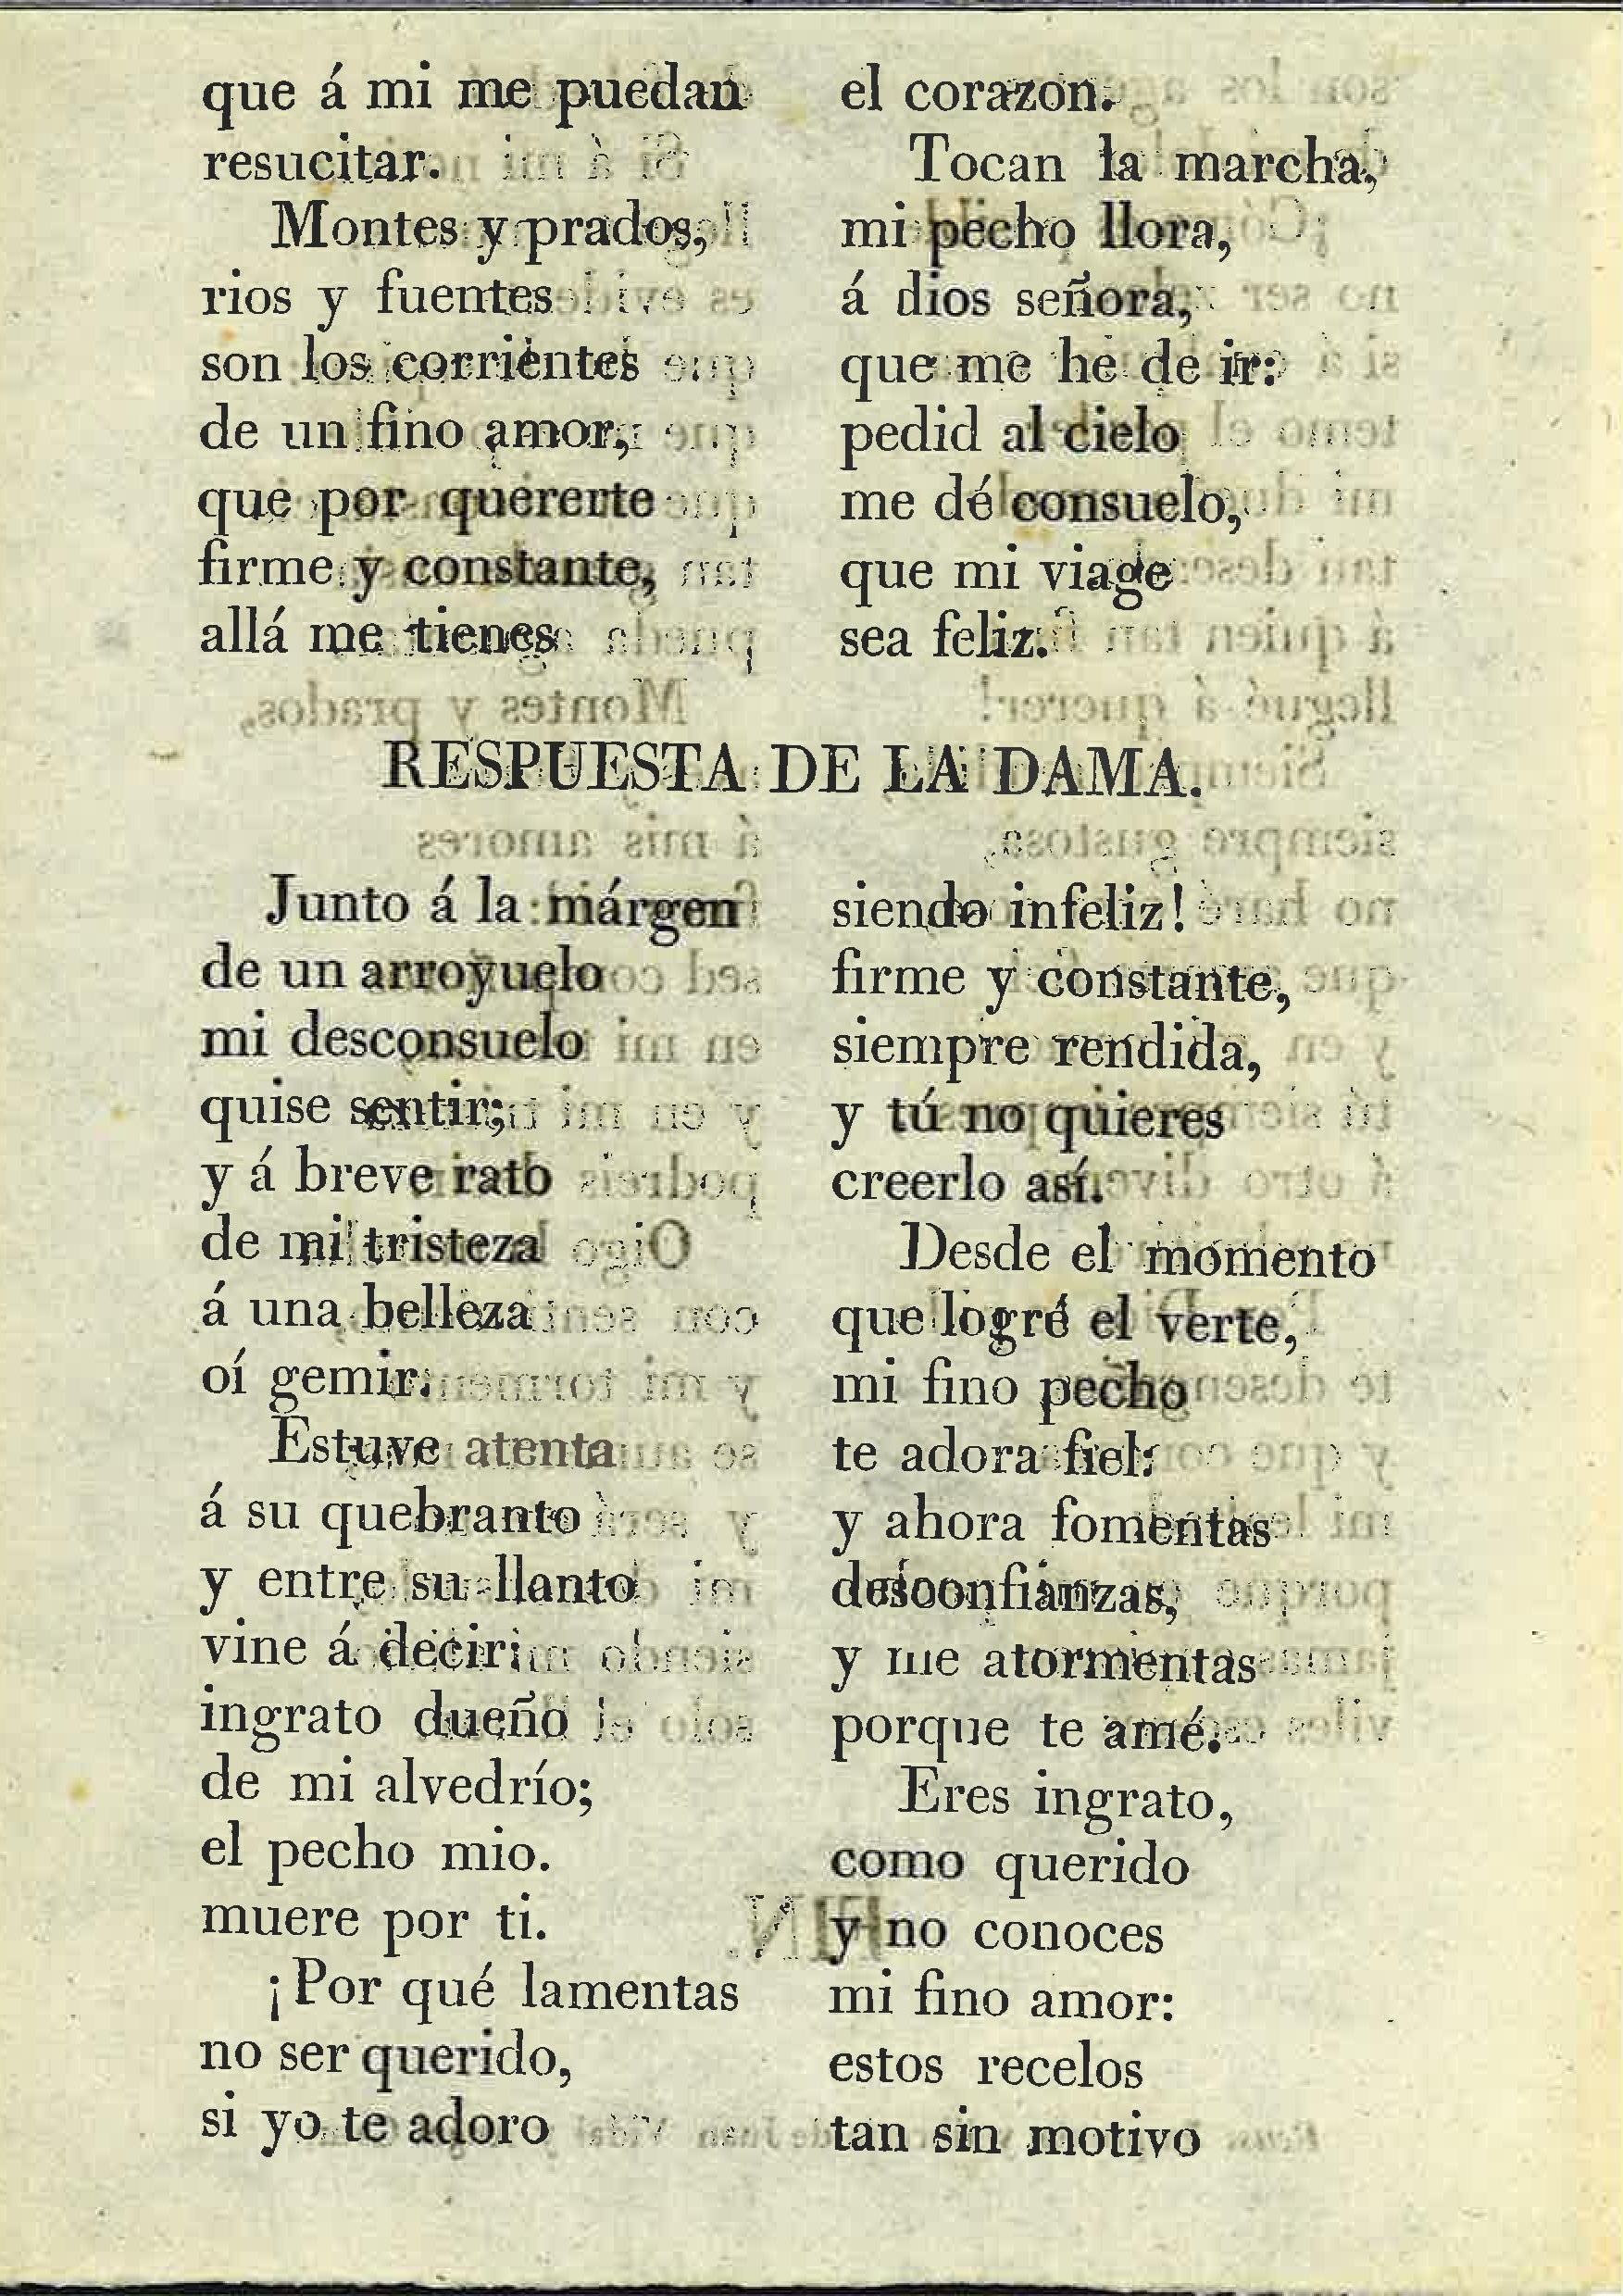 que á mi me puedan
resucitar.
Montes y prados,
rios y fuentes
son los corrientes
de un fino amor,
que por quererte
firme y constante,
allá me tienes
el corazon.
Tocan la marcha,
mi pecho llora,
á dios señora,
que me he de ir:
pedid al cielo
me dé consuelo,
que mi viage
sea feliz.
RESPUESTA DE LA DAMA.
Junto á la márgen
de un arroyuelo
mi desconsuelo
quise sentir;
y á breve rato
de mi tristeza
á una belleza
oí gemir.
Estuve atenta
á su quebranto
y entre su llanto
vine á decir:
ingrato dueño
de mi alvedrío;
el pecho mio.
muere por ti.
¡Por qué lamentas
no ser querido,
si yo te adoro
siendo infeliz!
firme y constante,
siempre rendida,
y tú no quieres
creerlo así.
Desde el momento
que logré el verte,
mi fino pecho
te adora fiel:
y ahora fomentas
desconfianzas,
y me atormentas
porque te amé.
Eres ingrato,
como querido
y no conoces
mi fino amor:
estos recelos
tan sin motivo